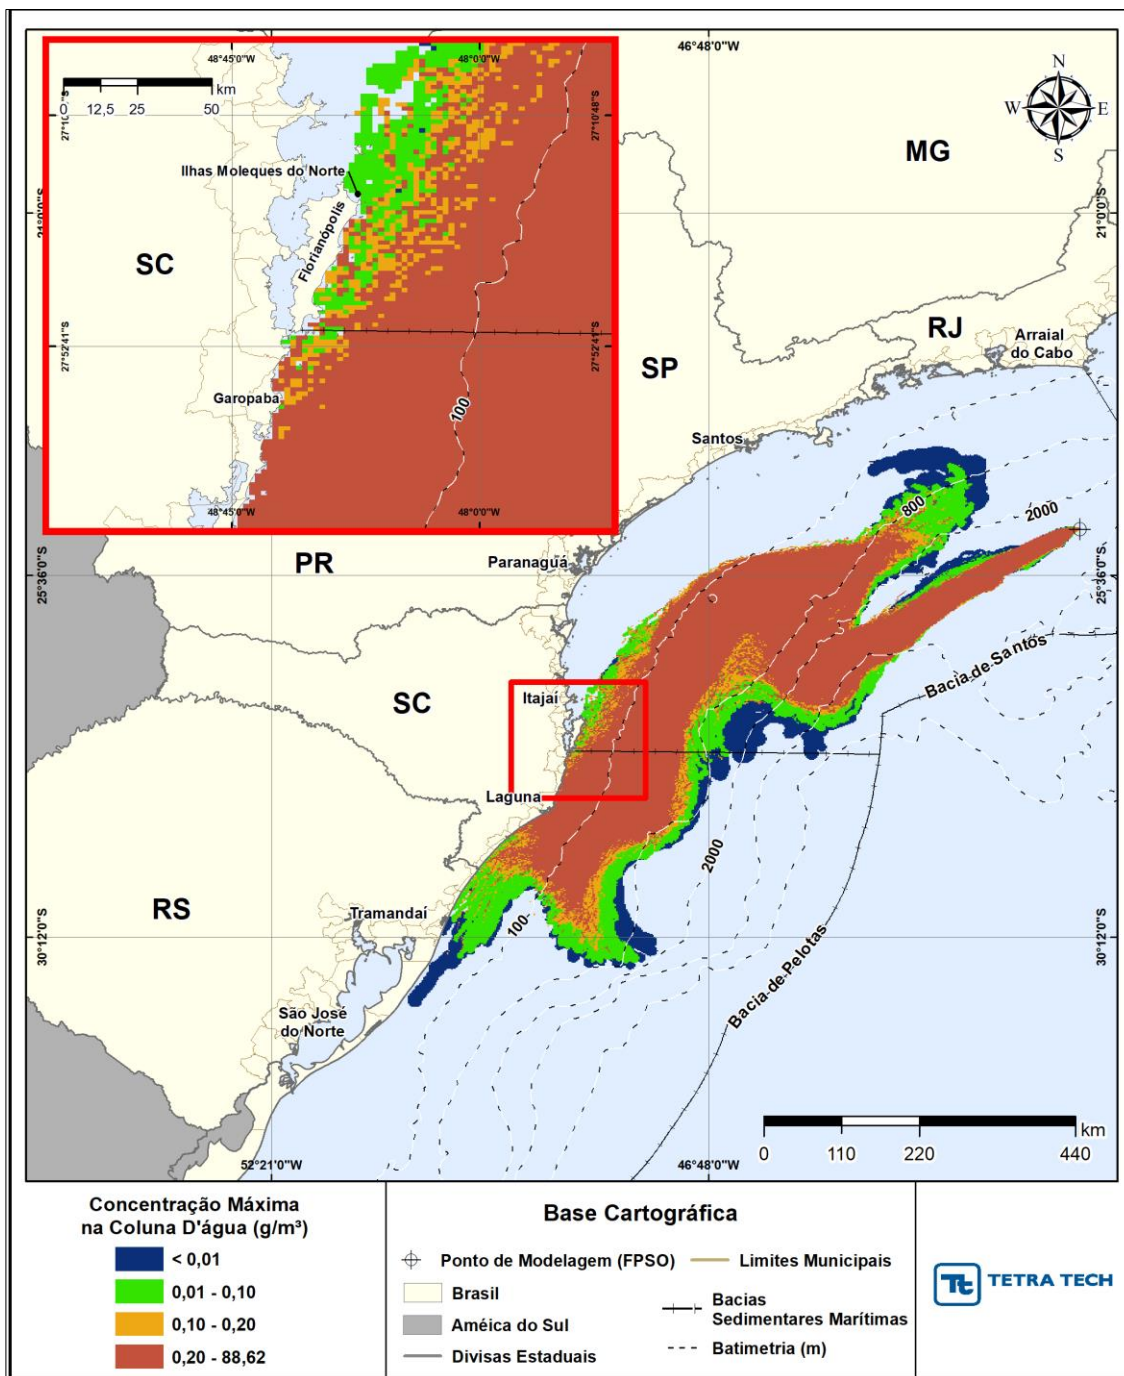 46°48'0"W
48°45'0"W
48°0'0"W
km
0 12,5 25 50
27°10'48"S
27°10'48"S
Ilhas Moleques do Norte
Florianópolis
SC
27°52'41"S
27°52'41"S
Garopaba
100
48°45'0"W
48°0'0"W
N
W
E
S
MG
24°0'0"S
21°0'0"S
RJ
Arraial
do Cabo
SP
Santos
800
2000
PR
Paranaguá
25°36'0"S
25°36'0"S
Bacia de Santos
SC
Itajaí
Laguna
2000
RS
Tramandaí
100
30°12'0"S
30°12'0"S
Bacia de Pelotas
São José
do Norte
km
0 110 220 440
52°21'0"W
46°48'0"W
Concentração Máxima
na Coluna D'água (g/m³)
< 0,01
0,01 - 0,10
0,10 - 0,20
0,20 - 88,62
Base Cartográfica
Ponto de Modelagem (FPSO)
Brasil
Améica do Sul
Divisas Estaduais
Limites Municipais
Bacias
Sedimentares Marítimas
Batimetria (m)
Tt TETRA TECH